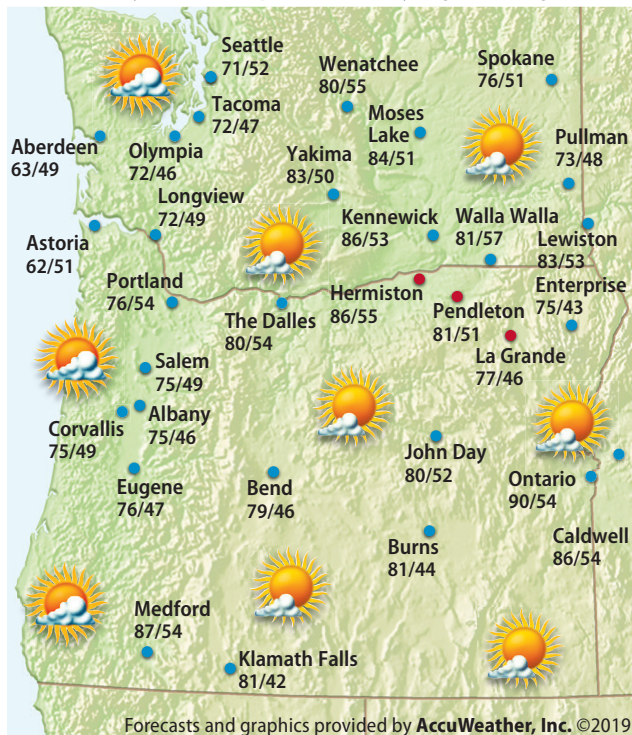 Seattle
71/52
Wenatchee
80/55
Spokane
76/51
Tacoma
72/47
Moses
Lake
84/51
Aberdeen
63/49
Olympia
72/46
Yakima
83/50
Pullman
73/48
Longview
72/49
Kennewick
86/53
Walla Walla
81/57
Lewiston
83/53
Astoria
62/51
Portland
76/54
The Dalles
80/54
Hermiston
86/55
Pendleton
81/51
Enterprise
75/43
La Grande
77/46
Salem
75/49
Albany
75/46
Corvallis
75/49
John Day
80/52
Ontario
90/54
Eugene
76/47
Bend
79/46
Burns
81/44
Caldwell
86/54
Medford
87/54
Klamath Falls
81/42
Forecasts and graphics provided by AccuWeather, Inc. ©2019